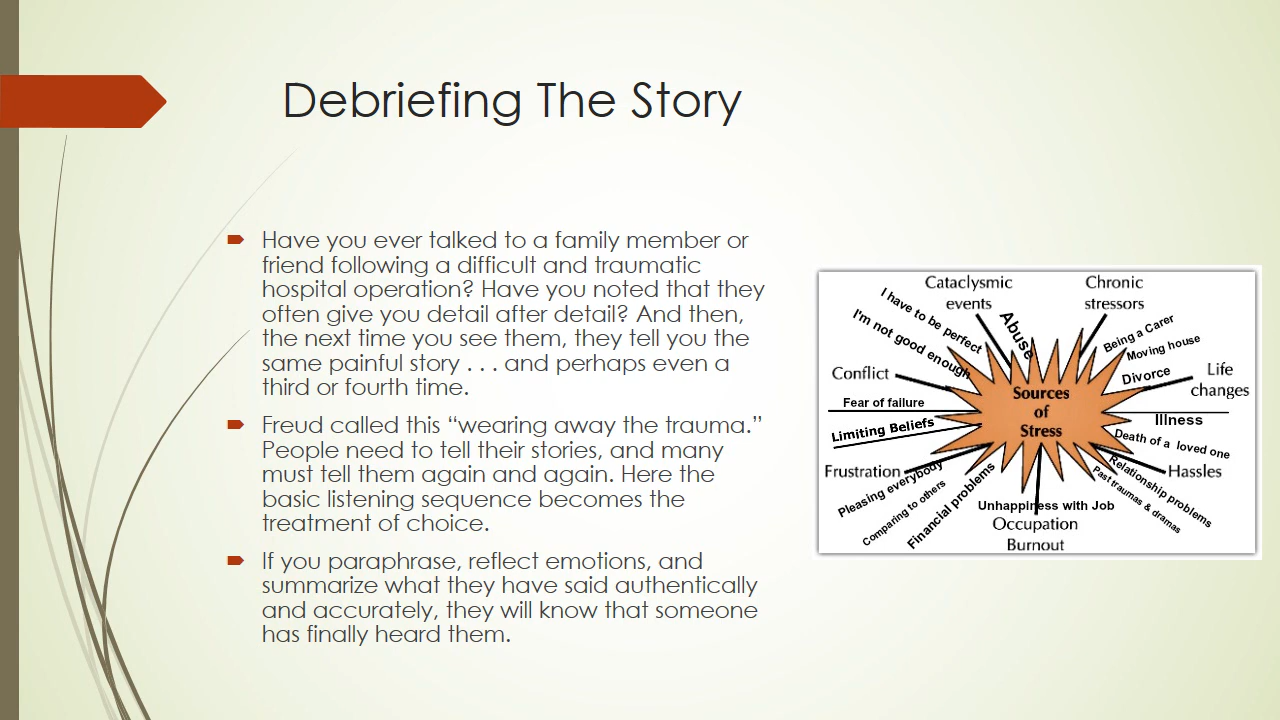 Debriefing The Story
Have you ever talked to a family member or
friend following a difficult and traumatic
hospital operation? Have you noted that they
often give you detail after detail? And then,
the next time you see them, they tell you the
same painful story . . . and perhaps even a
third or fourth time.
Freud called this “wearing away the trauma.”
People need to tell their stories, and many
must tell them again and again. Here the
basic listening sequence becomes the
treatment of choice.
If you paraphrase, reflect emotions, and
summarize what they have said authentically
and accurately, they will know that someone
has finally heard them.
Cataclysmic
events
Chronic
stressors
I have to be perfect
Abuse
I'm not good enough
Being a Carer
Moving house
Conflict
Divorce
Life
changes
Fear of failure
Sources
of
Stress
Limiting Beliefs
Illness
Death of a loved one
Frustration
Hassles
Relationship problems
Past traumas & dramas
Pleasing everybody
Comparing to others
Financial problems
Unhappiness with Job
Occupation
Burnout